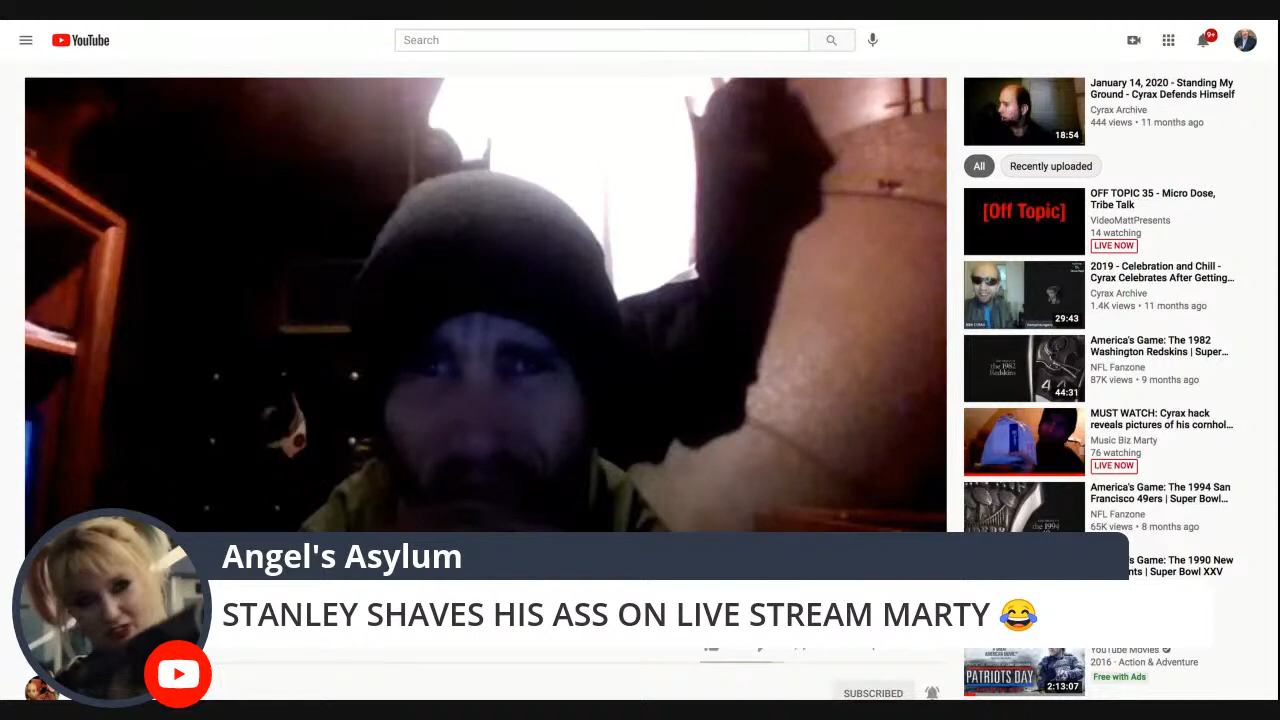 YouTube
Search
9+
January 14, 2020 - Standing My
Ground - Cyrax Defends Himself
Cyrax Archive
444 views • 11 months ago
18:54
All
Recently uploaded
[Off Topic]
OFF TOPIC 35 - Micro Dose,
Tribe Talk
VideoMattPresents
14 watching
LIVE NOW
2019 - Celebration and Chill -
Cyrax Celebrates After Getting...
Cyrax Archive
1.4K views • 11 months ago
29:43
the 1982
Redskins
America's Game: The 1982
Washington Redskins | Super...
NFL Fanzone
87K views • 9 months ago
44:31
MUST WATCH: Cyrax hack
reveals pictures of his cornhol...
Music Biz Marty
76 watching
LIVE NOW
America's Game: The 1994 San
Francisco 49ers | Super Bowl...
NFL Fanzone
65K views • 8 months ago
the 1994
s Game: The 1990 New
nts | Super Bowl XXV
Angel's Asylum
STANLEY SHAVES HIS ASS ON LIVE STREAM MARTY 😂
YouTube Movies
2016 · Action & Adventure
Free with Ads
PATRIOTS DAY
2:13:07
SUBSCRIBED